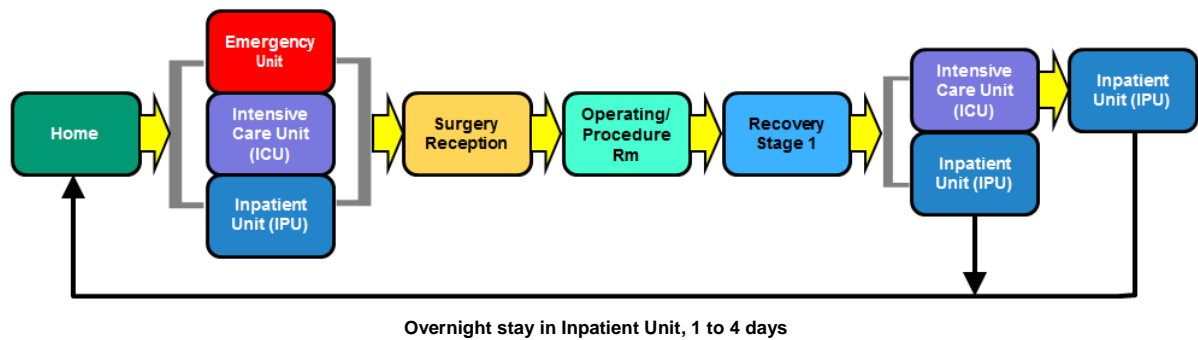 Home
Emergency
Unit
Intensive
Care Unit
(ICU)
Inpatient
Unit (IPU)
Surgery
Reception
Operating/
Procedure
Rm
Recovery
Stage 1
Intensive
Care Unit
(ICU)
Inpatient
Unit (IPU)
Inpatient
Unit (IPU)
Overnight stay in Inpatient Unit, 1 to 4 days